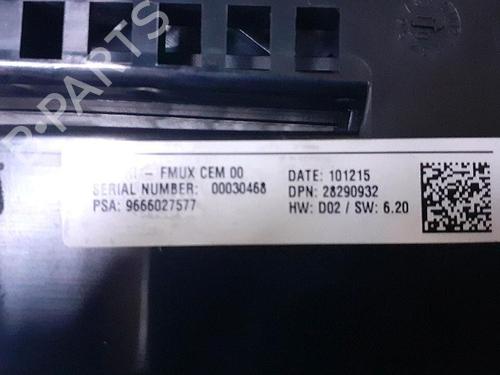 - FMUX CEM 00
SERIAL NUMBER: 00030468
PSA: 9666027577
DATE: 101215
DPN: 28290932
HW: D02 / SW: 6.20
B-PARTS